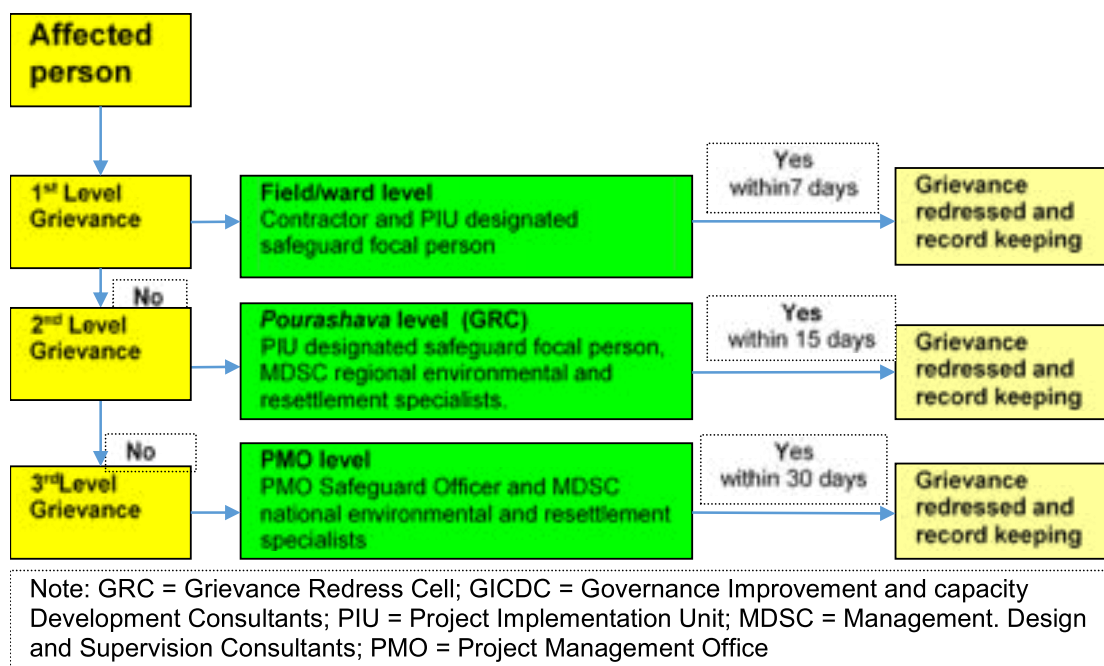 Affected
person
1st Level
Grievance
Field/ward level
Contractor and PIU designated
safeguard focal person
Yes
within7 days
Grievance
redressed and
record keeping
No
2nd Level
Grievance
Pourashava level (GRC)
PIU designated safeguard focal person,
MDSC regional environmental and
resettlement specialists.
Yes
within 15 days
Grievance
redressed and
record keeping
No
3rdLevel
Grievance
PMO level
PMO Safeguard Officer and MDSC
national environmental and resettlement
specialists
Yes
within 30 days
Grievance
redressed and
record keeping
Note: GRC = Grievance Redress Cell; GICDC = Governance Improvement and capacity
Development Consultants; PIU = Project Implementation Unit; MDSC = Management. Design
and Supervision Consultants; PMO = Project Management Office